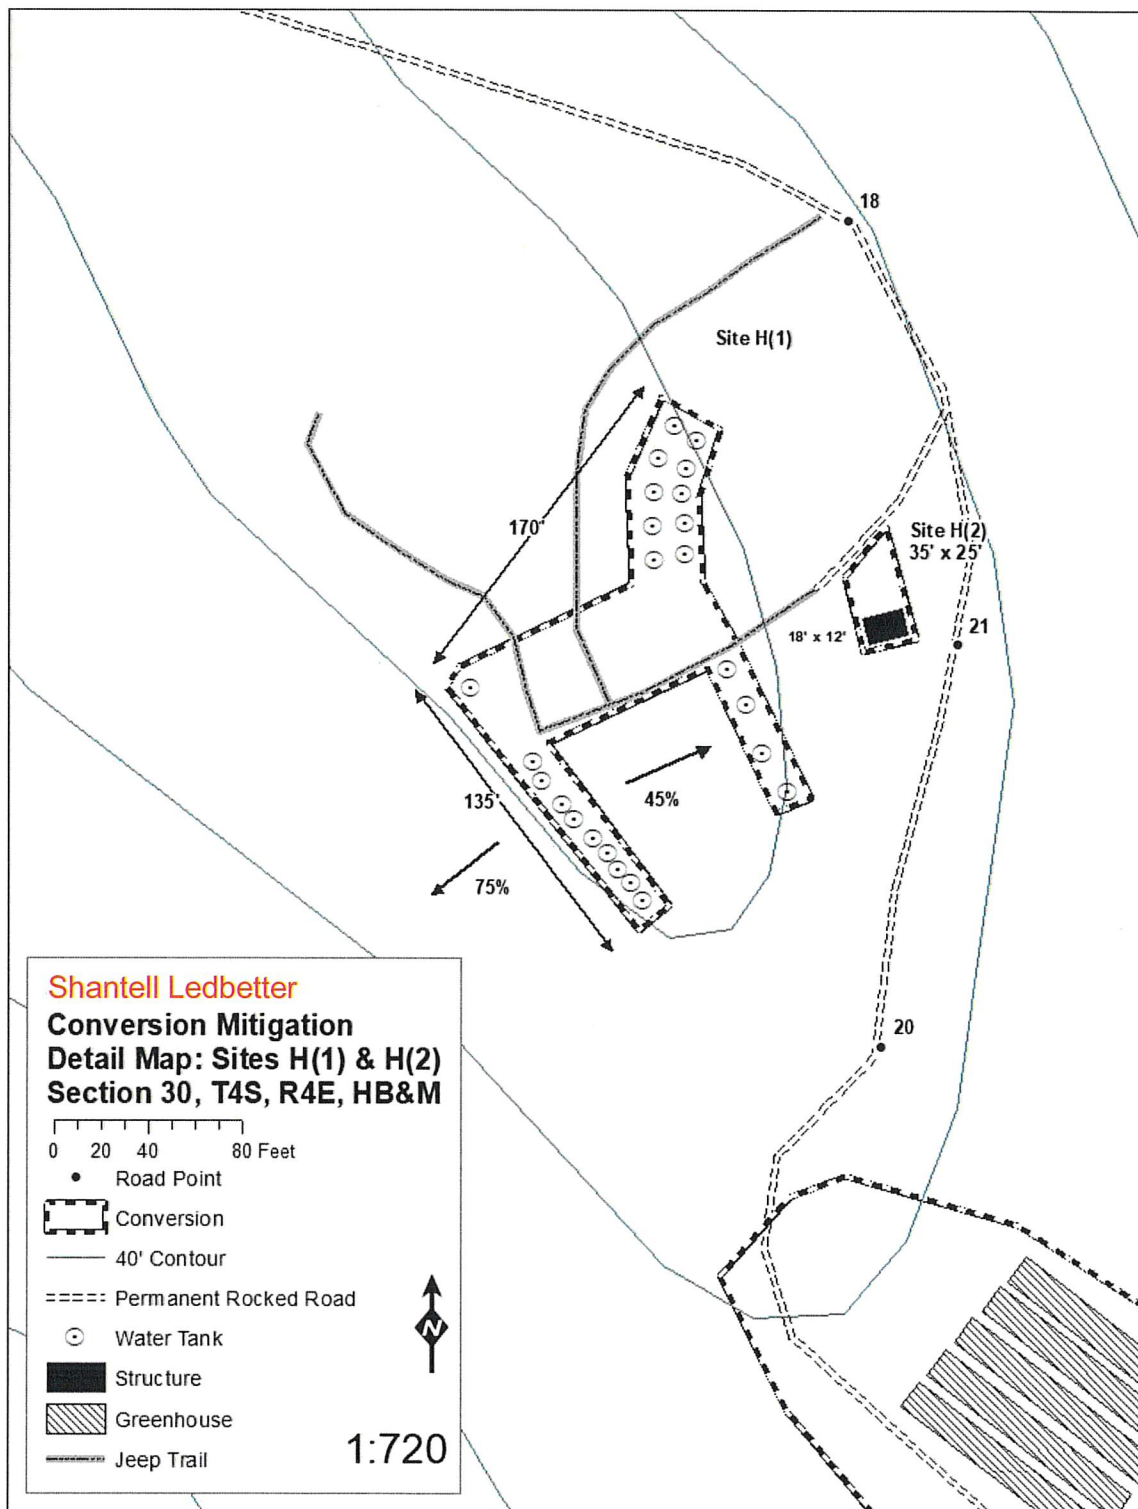 18
Site H(1)
170'
Site H(2)
35' x 25'
18' x 12'
21
45%
135'
75%
20
Shantell Ledbetter
Conversion Mitigation
Detail Map: Sites H(1) & H(2)
Section 30, T4S, R4E, HB&M
0 20 40 80 Feet
Road Point
Conversion
40' Contour
Permanent Rocked Road
Water Tank
Structure
Greenhouse
Jeep Trail
N
1:720